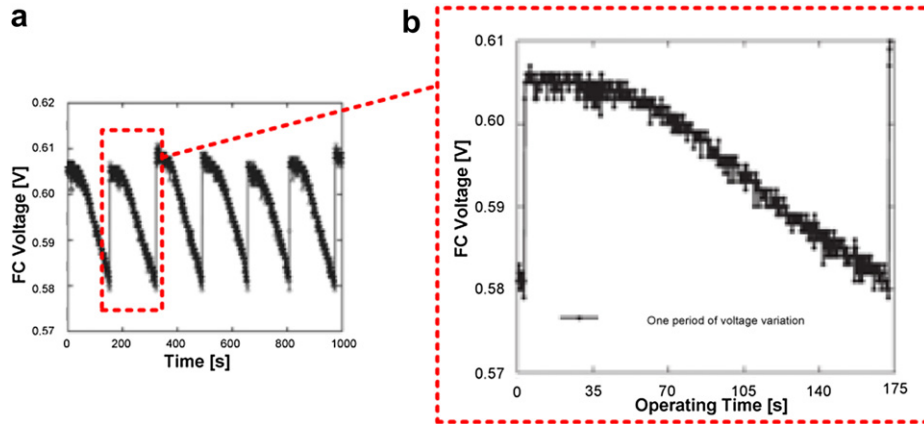 a
FC Voltage [V]
0.62
0.61
0.60
0.59
0.58
0.57
0 200 400 600 800 1000
Time [s]
b
FC Voltage [V]
0.61
0.60
0.59
0.58
0.57
One period of voltage variation
0 35 70 105 140 175
Operating Time [s]